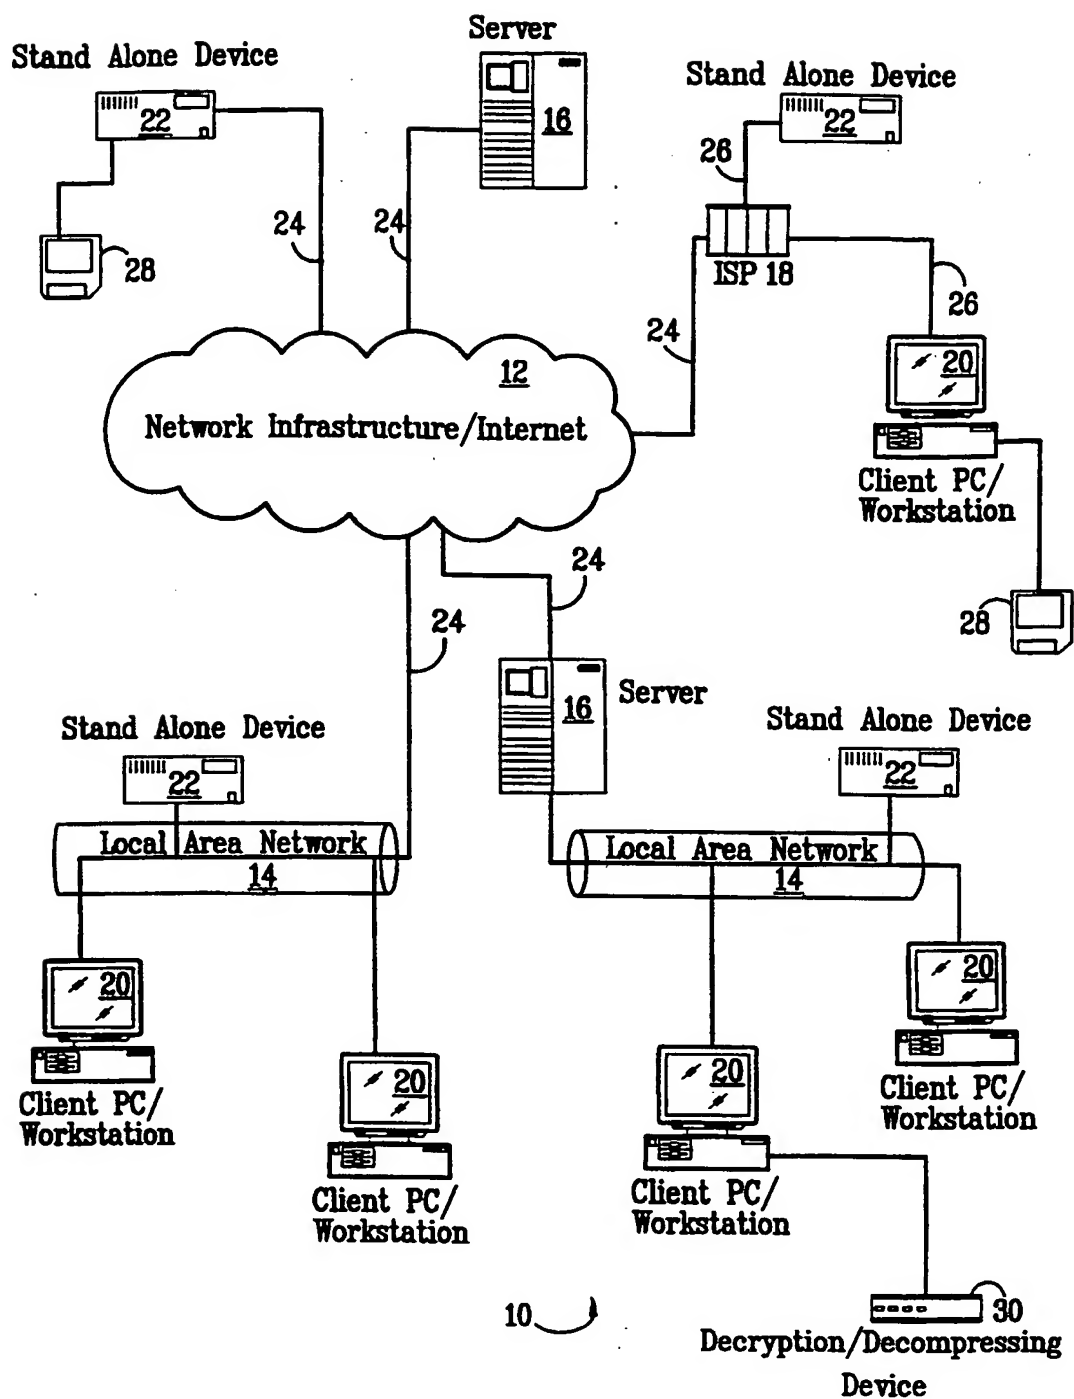 Server
Stand Alone Device
22
16
Stand Alone Device
22
26
24
24
28
ISP 18
26
24
12
20
Network Infrastructure/Internet
Client PC/
Workstation
24
28
24
16
Server
Stand Alone Device
22
Stand Alone Device
22
Local Area Network
14
Local Area Network
14
20
20
Client PC/
Workstation
20
20
Client PC/
Workstation
Client PC/
Workstation
Client PC/
Workstation
10
30
Decryption/Decompressing
Device